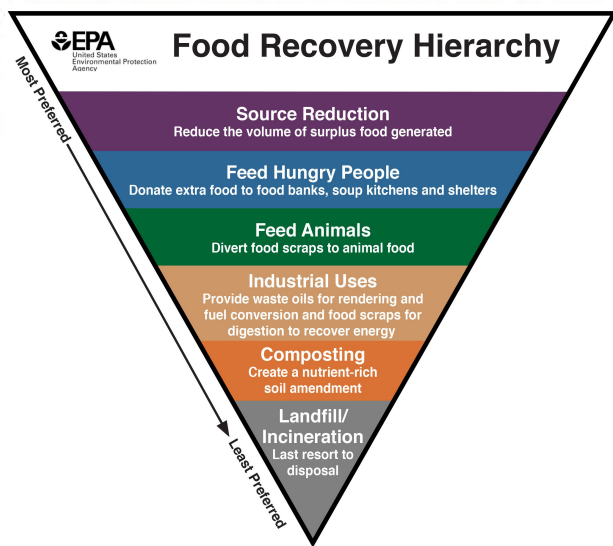 EPA
United States
Environmental Protection
Agency
Food Recovery Hierarchy
Most Preferred
Source Reduction
Reduce the volume of surplus food generated
Feed Hungry People
Donate extra food to food banks, soup kitchens and shelters
Feed Animals
Divert food scraps to animal food
Industrial Uses
Provide waste oils for rendering and
fuel conversion and food scraps for
digestion to recover energy
Composting
Create a nutrient-rich
soil amendment
Landfill/
Incineration
Last resort to
disposal
Least Preferred